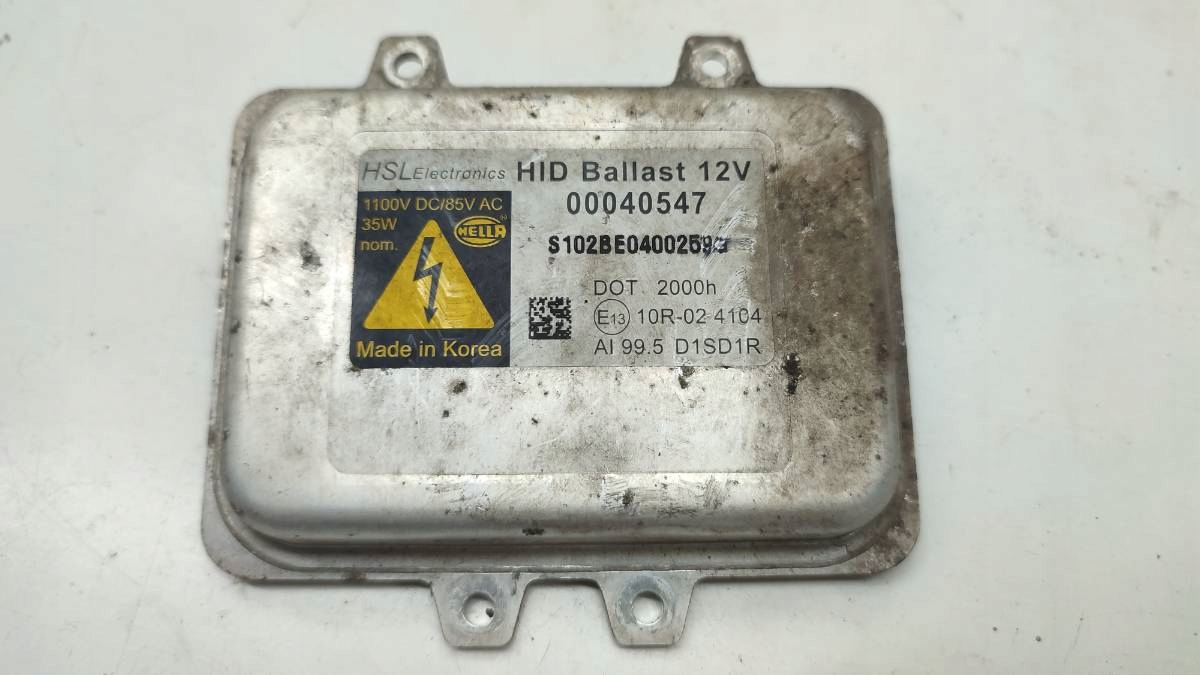 HSL Electronics HID Ballast 12V
00040547
1100V DC/85V AC
35W
nom.
HELLA®
Made in Korea
DOT 2000h
E13 10R-02 4104
AI 99.5 D1SD1R